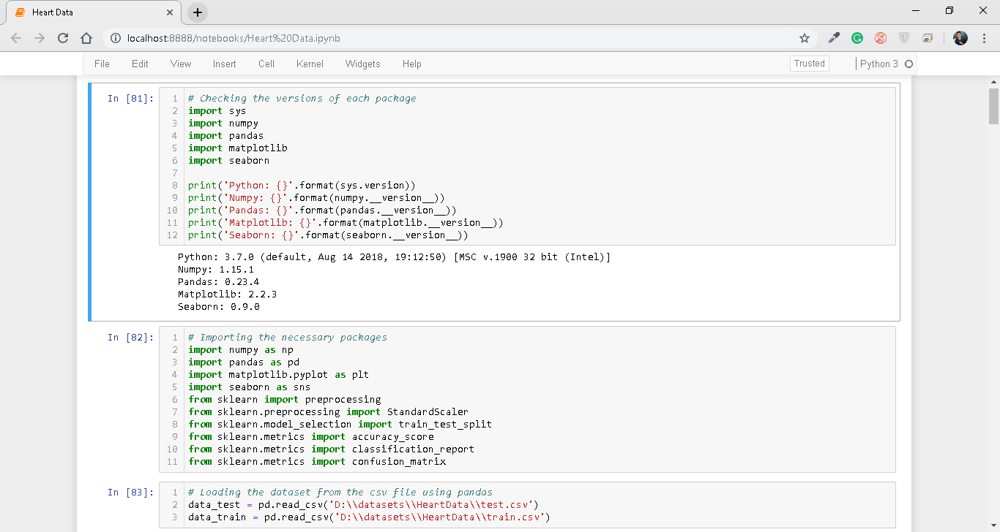 Heart Data
localhost:8888/notebooks/Heart%20Data.ipynb
File Edit View Insert Cell Kernel Widgets Help Trusted Python 3
In [81]:
1 # Checking the versions of each package
2 import sys
3 import numpy
4 import pandas
5 import matplotlib
6 import seaborn
7
8 print('Python: {}'.format(sys.version))
9 print('Numpy: {}'.format(numpy.__version__))
10 print('Pandas: {}'.format(pandas.__version__))
11 print('Matplotlib: {}'.format(matplotlib.__version__))
12 print('Seaborn: {}'.format(seaborn.__version__))
Python: 3.7.0 (default, Aug 14 2018, 19:12:50) [MSC v.1900 32 bit (Intel)]
Numpy: 1.15.1
Pandas: 0.23.4
Matplotlib: 2.2.3
Seaborn: 0.9.0
In [82]:
1 # Importing the necessary packages
2 import numpy as np
3 import pandas as pd
4 import matplotlib.pyplot as plt
5 import seaborn as sns
6 from sklearn import preprocessing
7 from sklearn.preprocessing import StandardScaler
8 from sklearn.model_selection import train_test_split
9 from sklearn.metrics import accuracy_score
10 from sklearn.metrics import classification_report
11 from sklearn.metrics import confusion_matrix
In [83]:
1 # Loading the dataset from the csv file using pandas
2 data_test = pd.read_csv('D:\\datasets\\HeartData\\test.csv')
3 data_train = pd.read_csv('D:\\datasets\\HeartData\\train.csv')